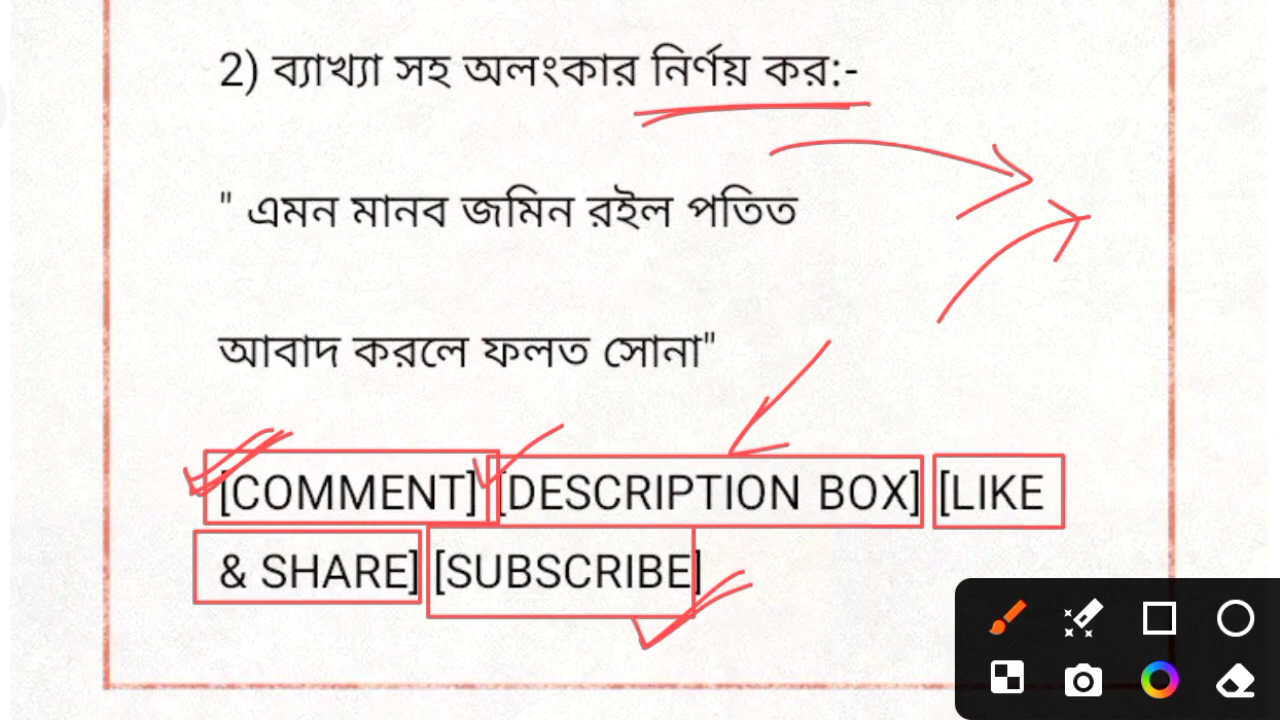 2) ব্যাখ্যা সহ অলংকার নির্ণয় কর:-
" এমন মানব জমিন রইল পতিত
আবাদ করলে ফলত সোনা"
[COMMENT] [DESCRIPTION BOX] [LIKE
& SHARE] [SUBSCRIBE]